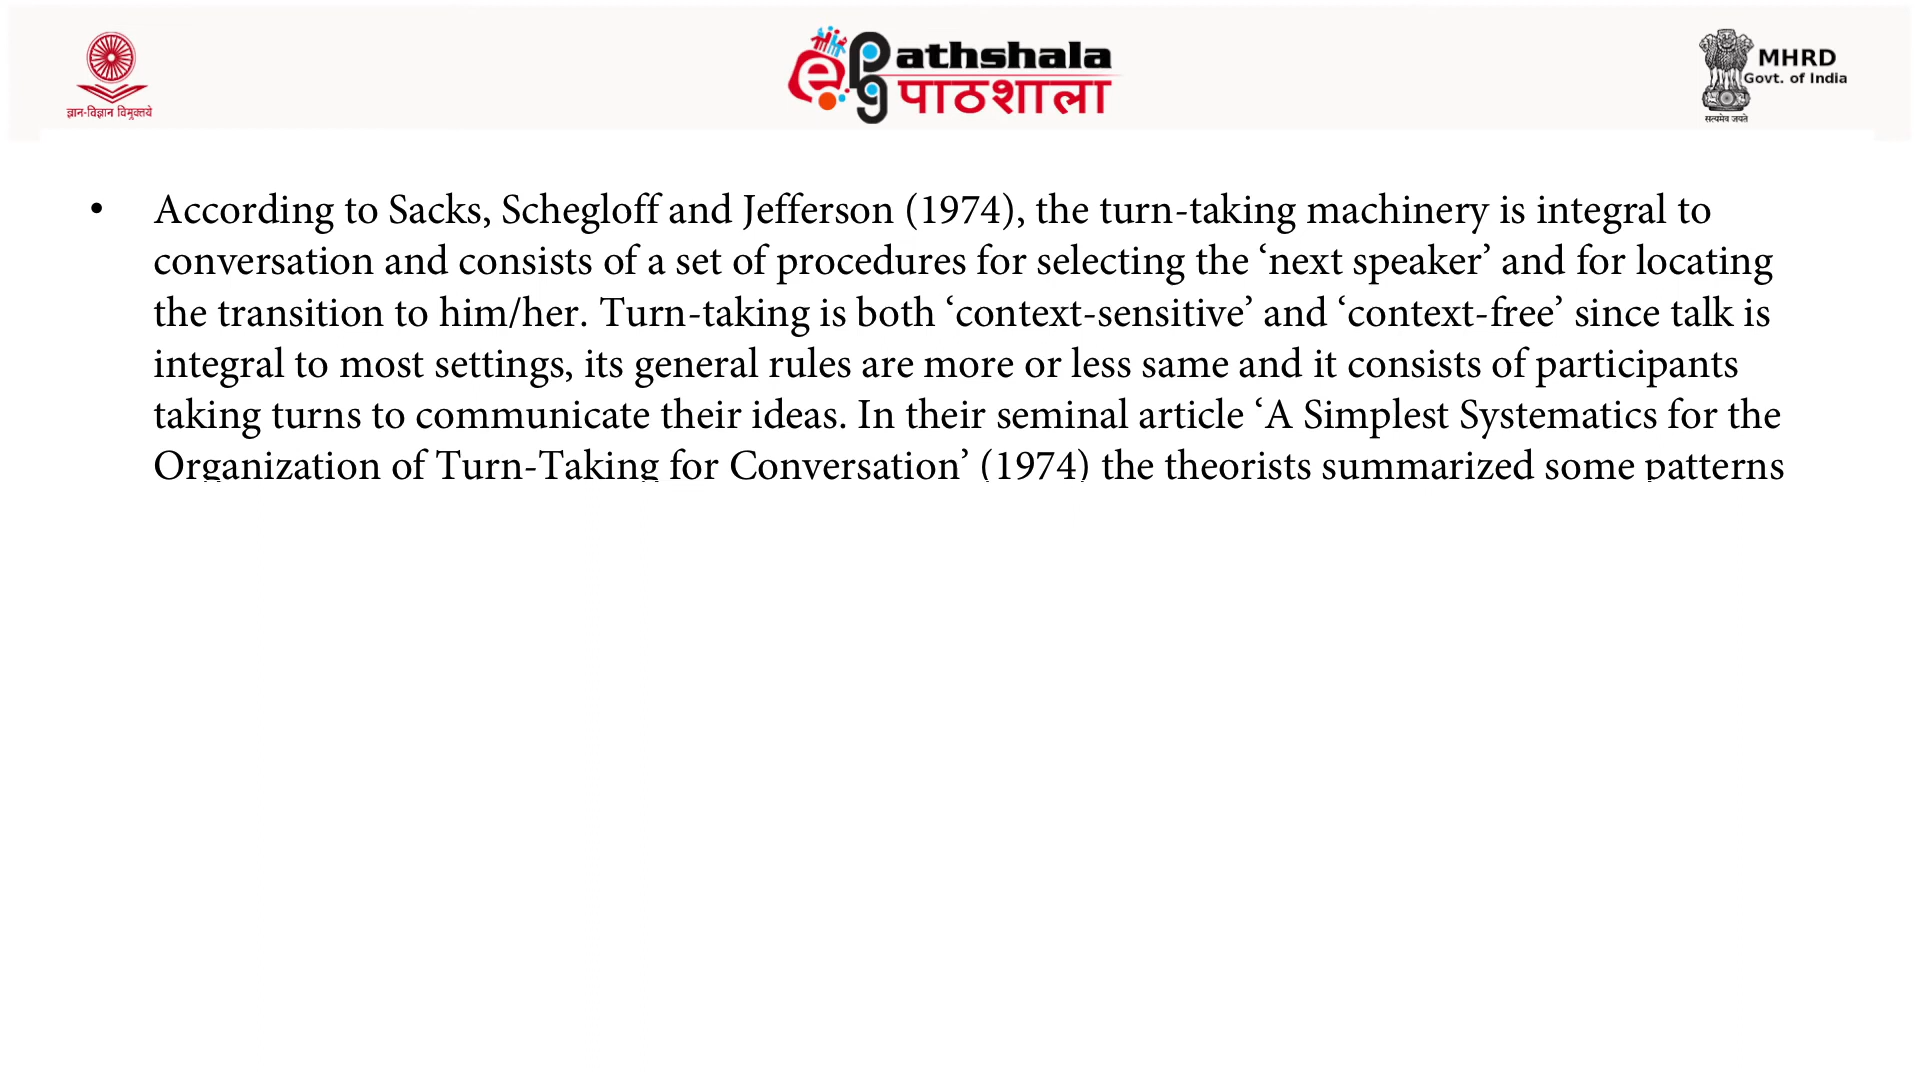 ज्ञान-विज्ञान विमुक्तये
e
pg
athshala
पाठशाला
MHRD
Govt. of India
सत्यमेव जयते
• According to Sacks, Schegloff and Jefferson (1974), the turn-taking machinery is integral to
conversation and consists of a set of procedures for selecting the ‘next speaker’ and for locating
the transition to him/her. Turn-taking is both ‘context-sensitive’ and ‘context-free’ since talk is
integral to most settings, its general rules are more or less same and it consists of participants
taking turns to communicate their ideas. In their seminal article ‘A Simplest Systematics for the
Organization of Turn-Taking for Conversation’ (1974) the theorists summarized some patterns